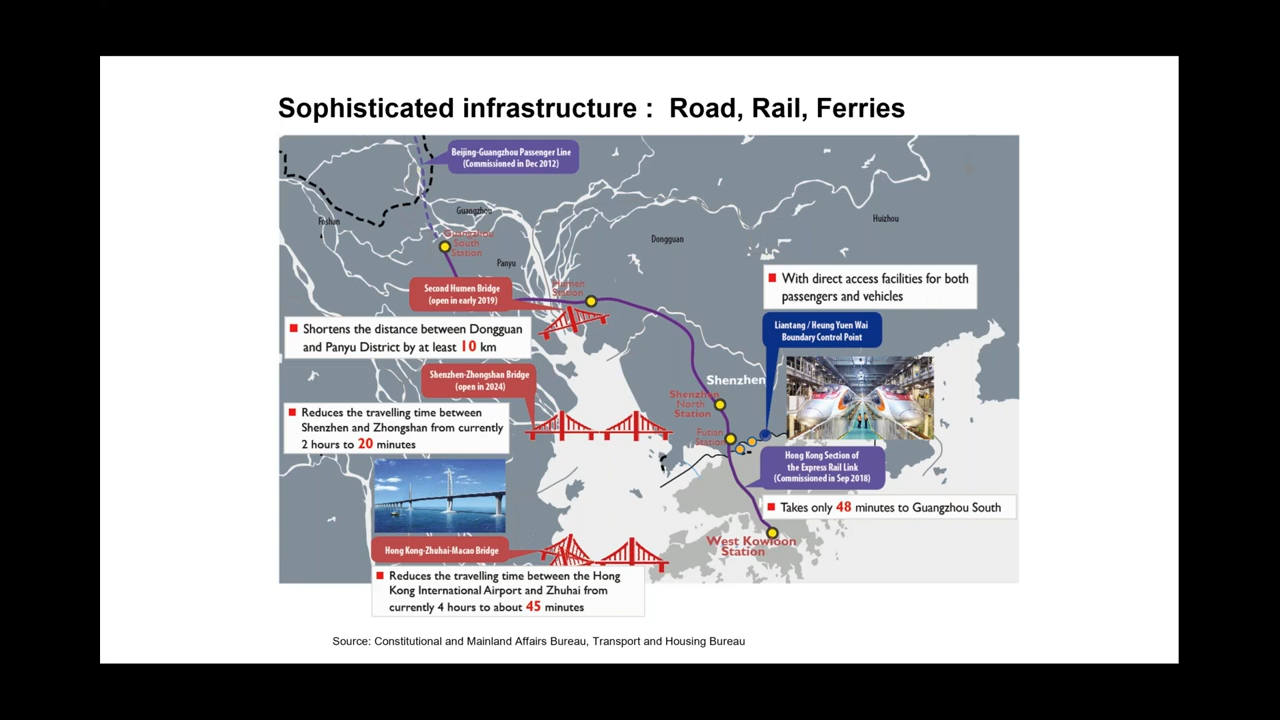 Sophisticated infrastructure : Road, Rail, Ferries
Beijing-Guangzhou Passenger Line
(Commissioned in Dec 2012)
Foshan
Guangzhou
Huizhou
Guangzhou
South
Station
Dongguan
Panyu
Second Humen Bridge
(open in early 2019)
Humen
Station
With direct access facilities for both
passengers and vehicles
Shortens the distance between Dongguan
and Panyu District by at least 10 km
Liantang / Heung Yuen Wai
Boundary Control Point
Shenzhen-Zhongshan Bridge
(open in 2024)
Shenzhen
Shenzhen
North
Station
Reduces the travelling time between
Shenzhen and Zhongshan from currently
2 hours to 20 minutes
Futian
Station
Hong Kong Section of
the Express Rail Link
(Commissioned in Sep 2018)
Takes only 48 minutes to Guangzhou South
West Kowloon
Station
Hong Kong-Zhuhai-Macao Bridge
Reduces the travelling time between the Hong
Kong International Airport and Zhuhai from
currently 4 hours to about 45 minutes
Source: Constitutional and Mainland Affairs Bureau, Transport and Housing Bureau